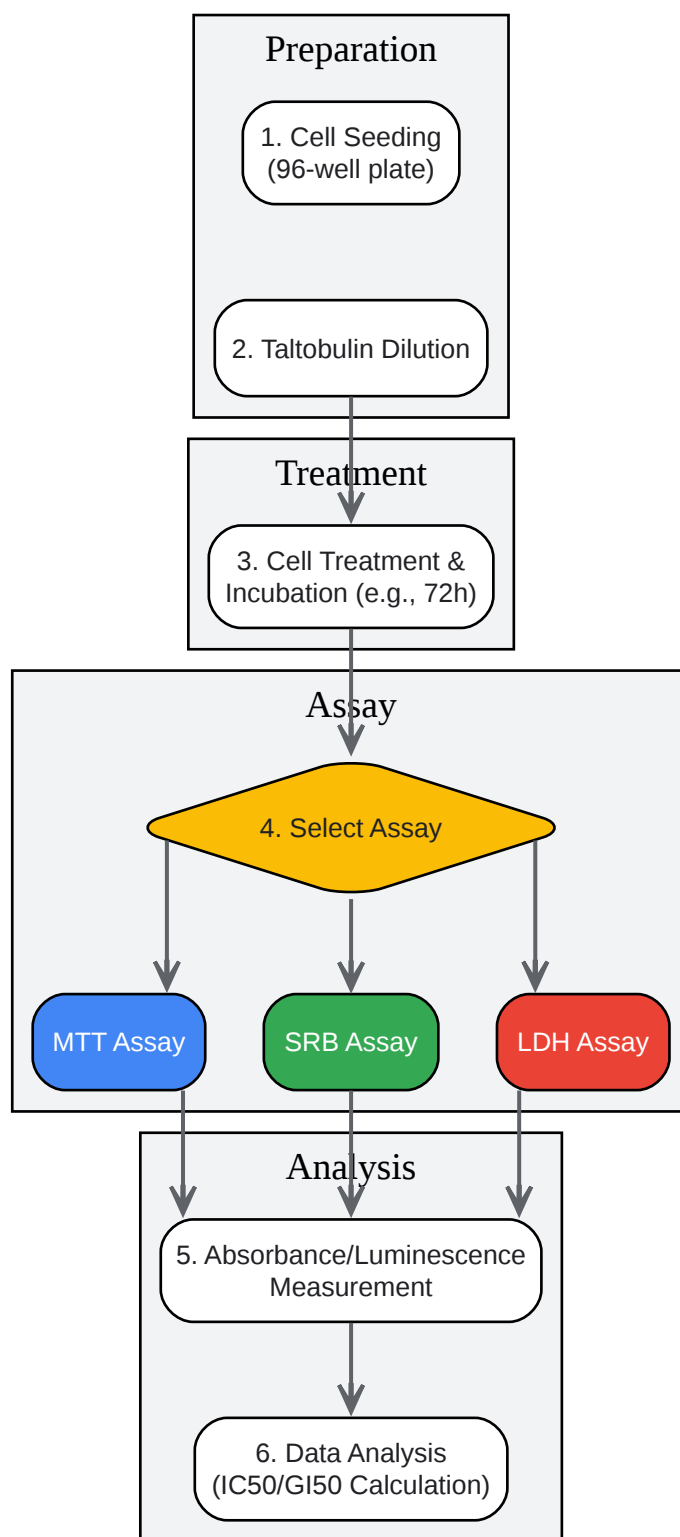 Preparation
1. Cell Seeding
(96-well plate)
2. Taltobulin Dilution
Treatment
3. Cell Treatment &
Incubation (e.g., 72h)
Assay
4. Select Assay
MTT Assay
SRB Assay
LDH Assay
Analysis
5. Absorbance/Luminescence
Measurement
6. Data Analysis
(IC50/GI50 Calculation)